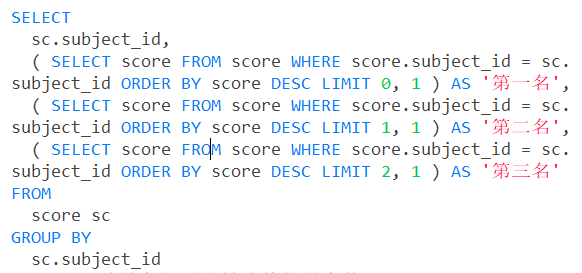 SELECT
sc.subject_id,
( SELECT score FROM score WHERE score.subject_id = sc.
subject_id ORDER BY score DESC LIMIT 0, 1 ) AS '第一名',
( SELECT score FROM score WHERE score.subject_id = sc.
subject_id ORDER BY score DESC LIMIT 1, 1 ) AS '第二名',
( SELECT score FROM score WHERE score.subject_id = sc.
subject_id ORDER BY score DESC LIMIT 2, 1 ) AS '第三名'
FROM
score sc
GROUP BY
sc.subject_id